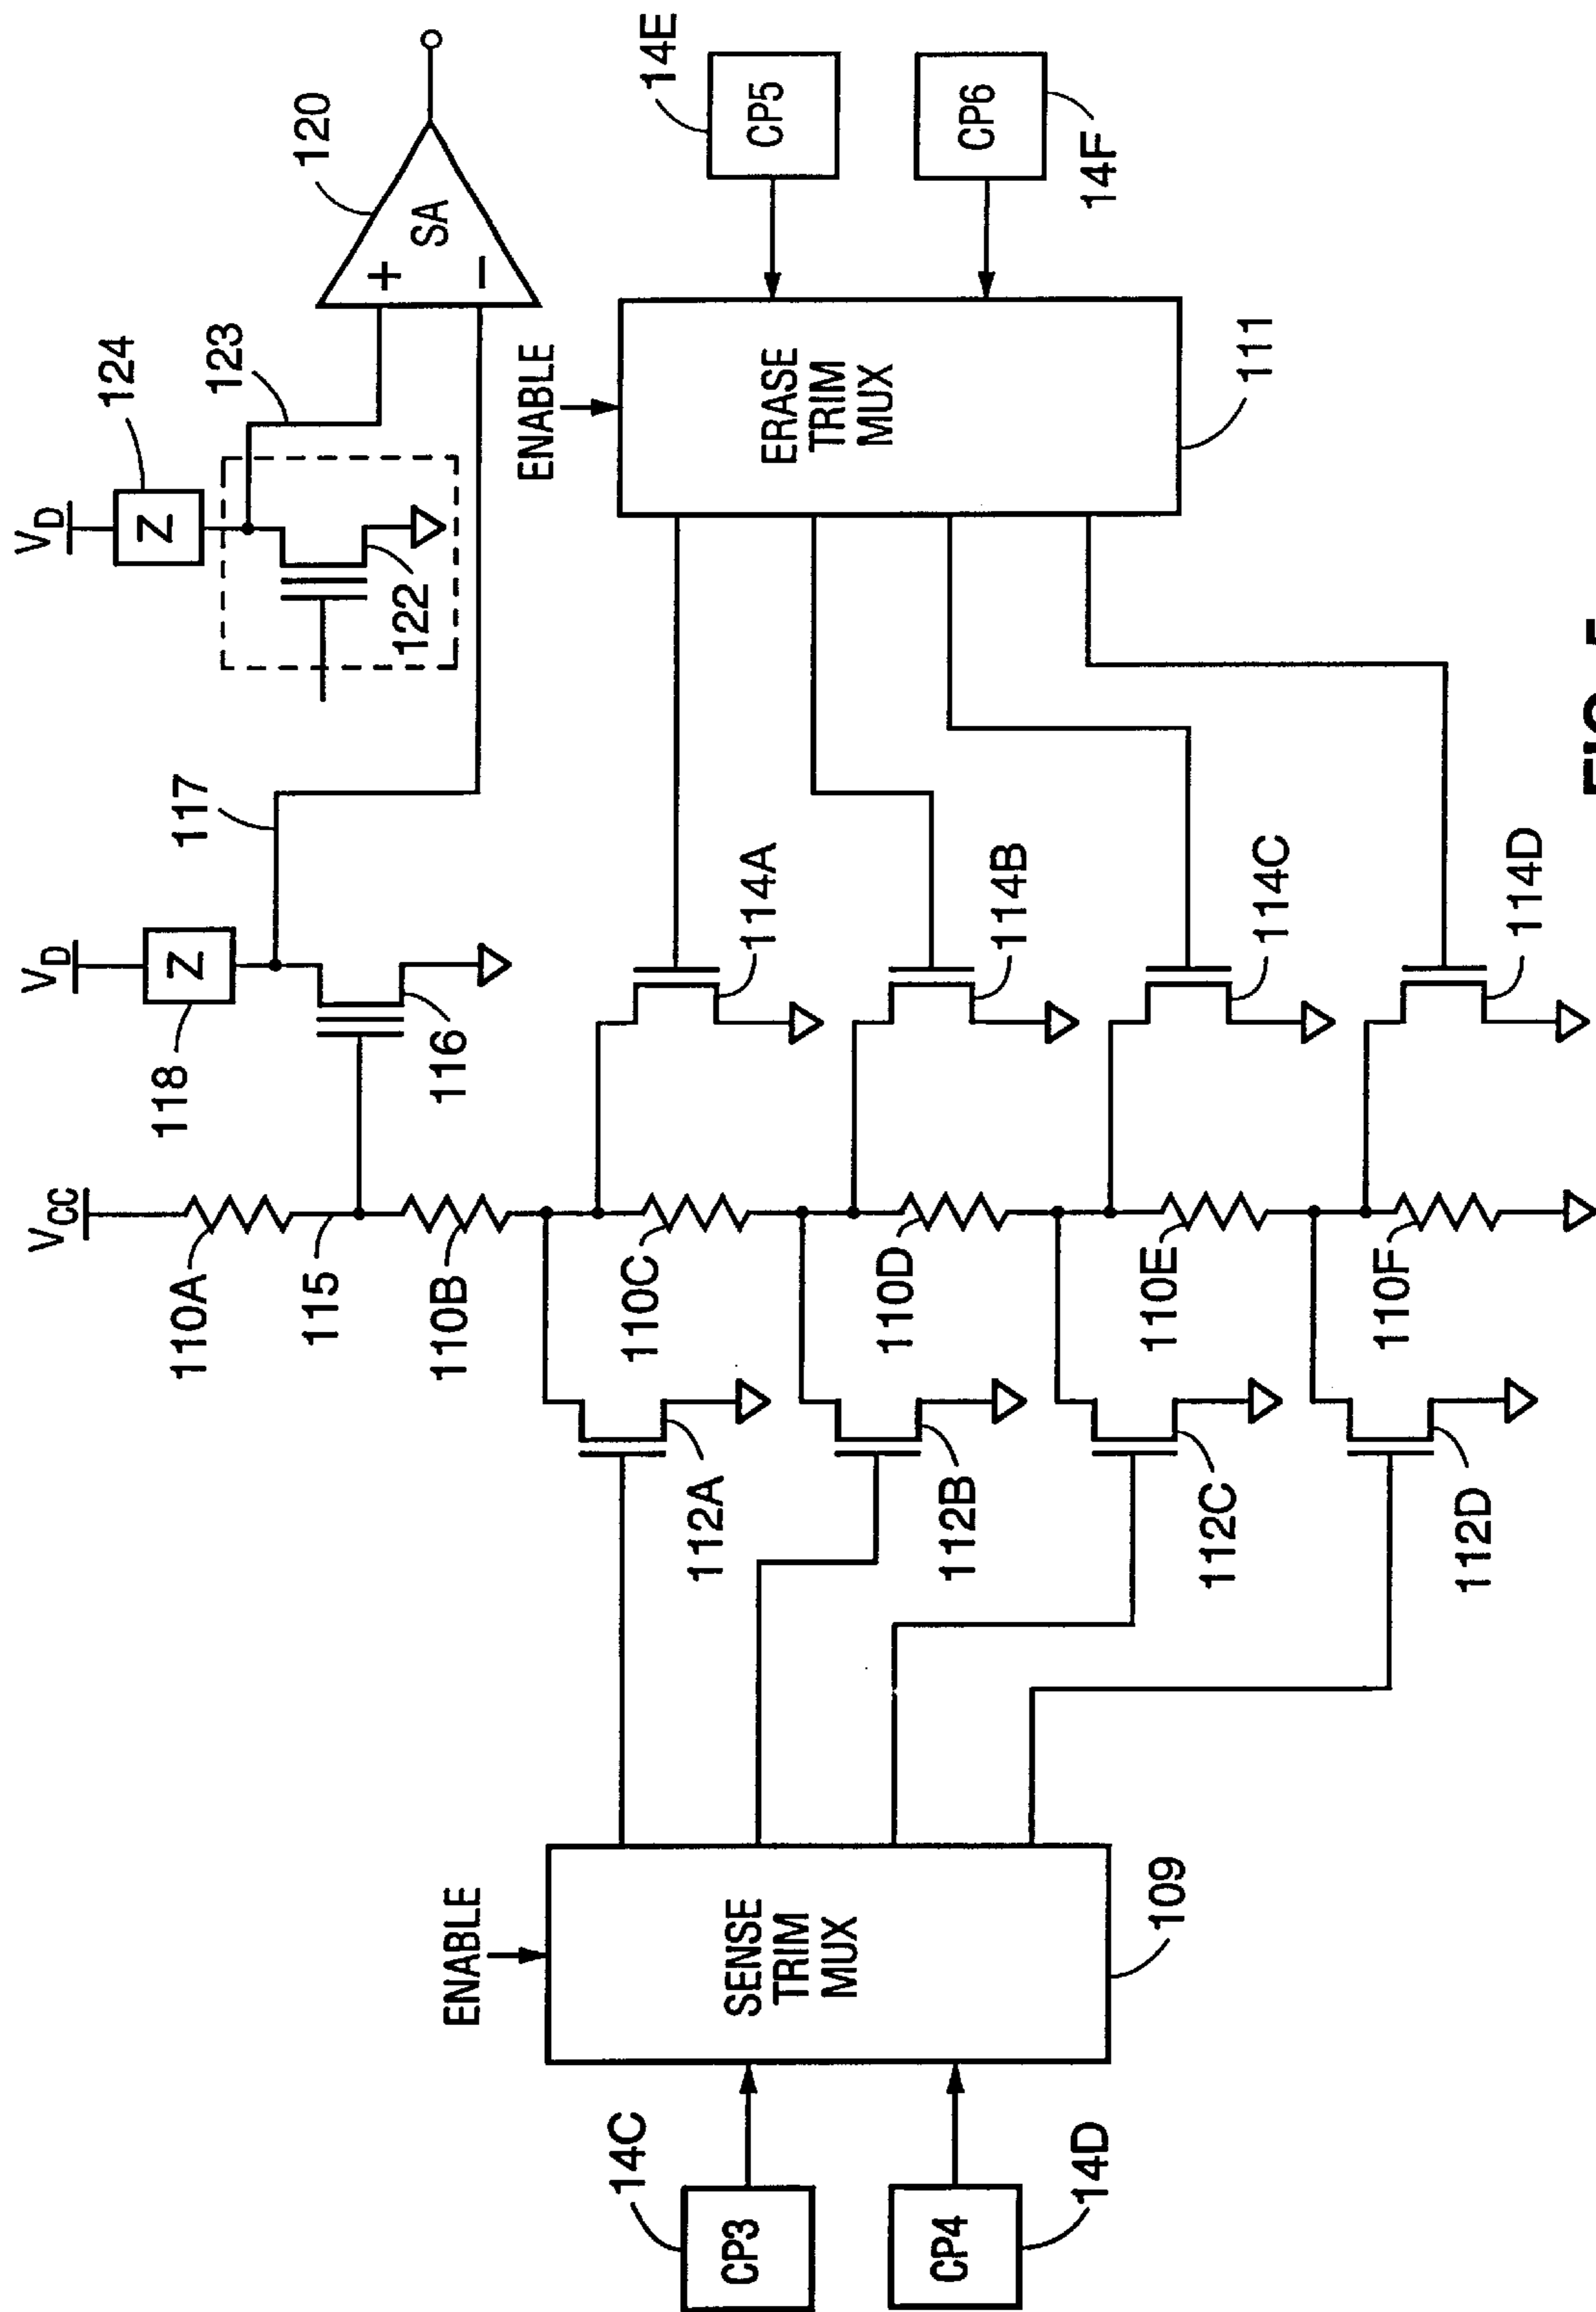 VCC
110A
115
110B
110C
110D
110E
110F
VD
118
Z
117
116
VD
124
Z
123
122
120
SA
+
−
112A
112B
112C
112D
114A
114B
114C
114D
ENABLE
SENSE
TRIM
MUX
109
14C
CP3
CP4
14D
ENABLE
ERASE
TRIM
MUX
111
14E
CP5
CP6
14F